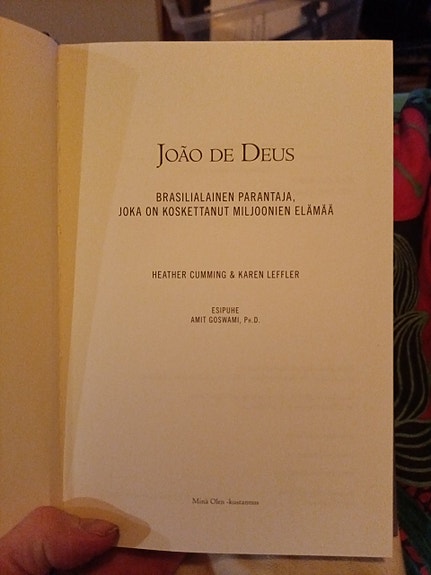 JOÃO DE DEUS
BRASILIALAINEN PARANTAJA,
JOKA ON KOSKETTANUT MILJOONIEN ELÄMÄÄ
HEATHER CUMMING & KAREN LEFFLER
ESIPUHE
AMIT GOSWAMI, PH.D.
Minä Olen -kustannus